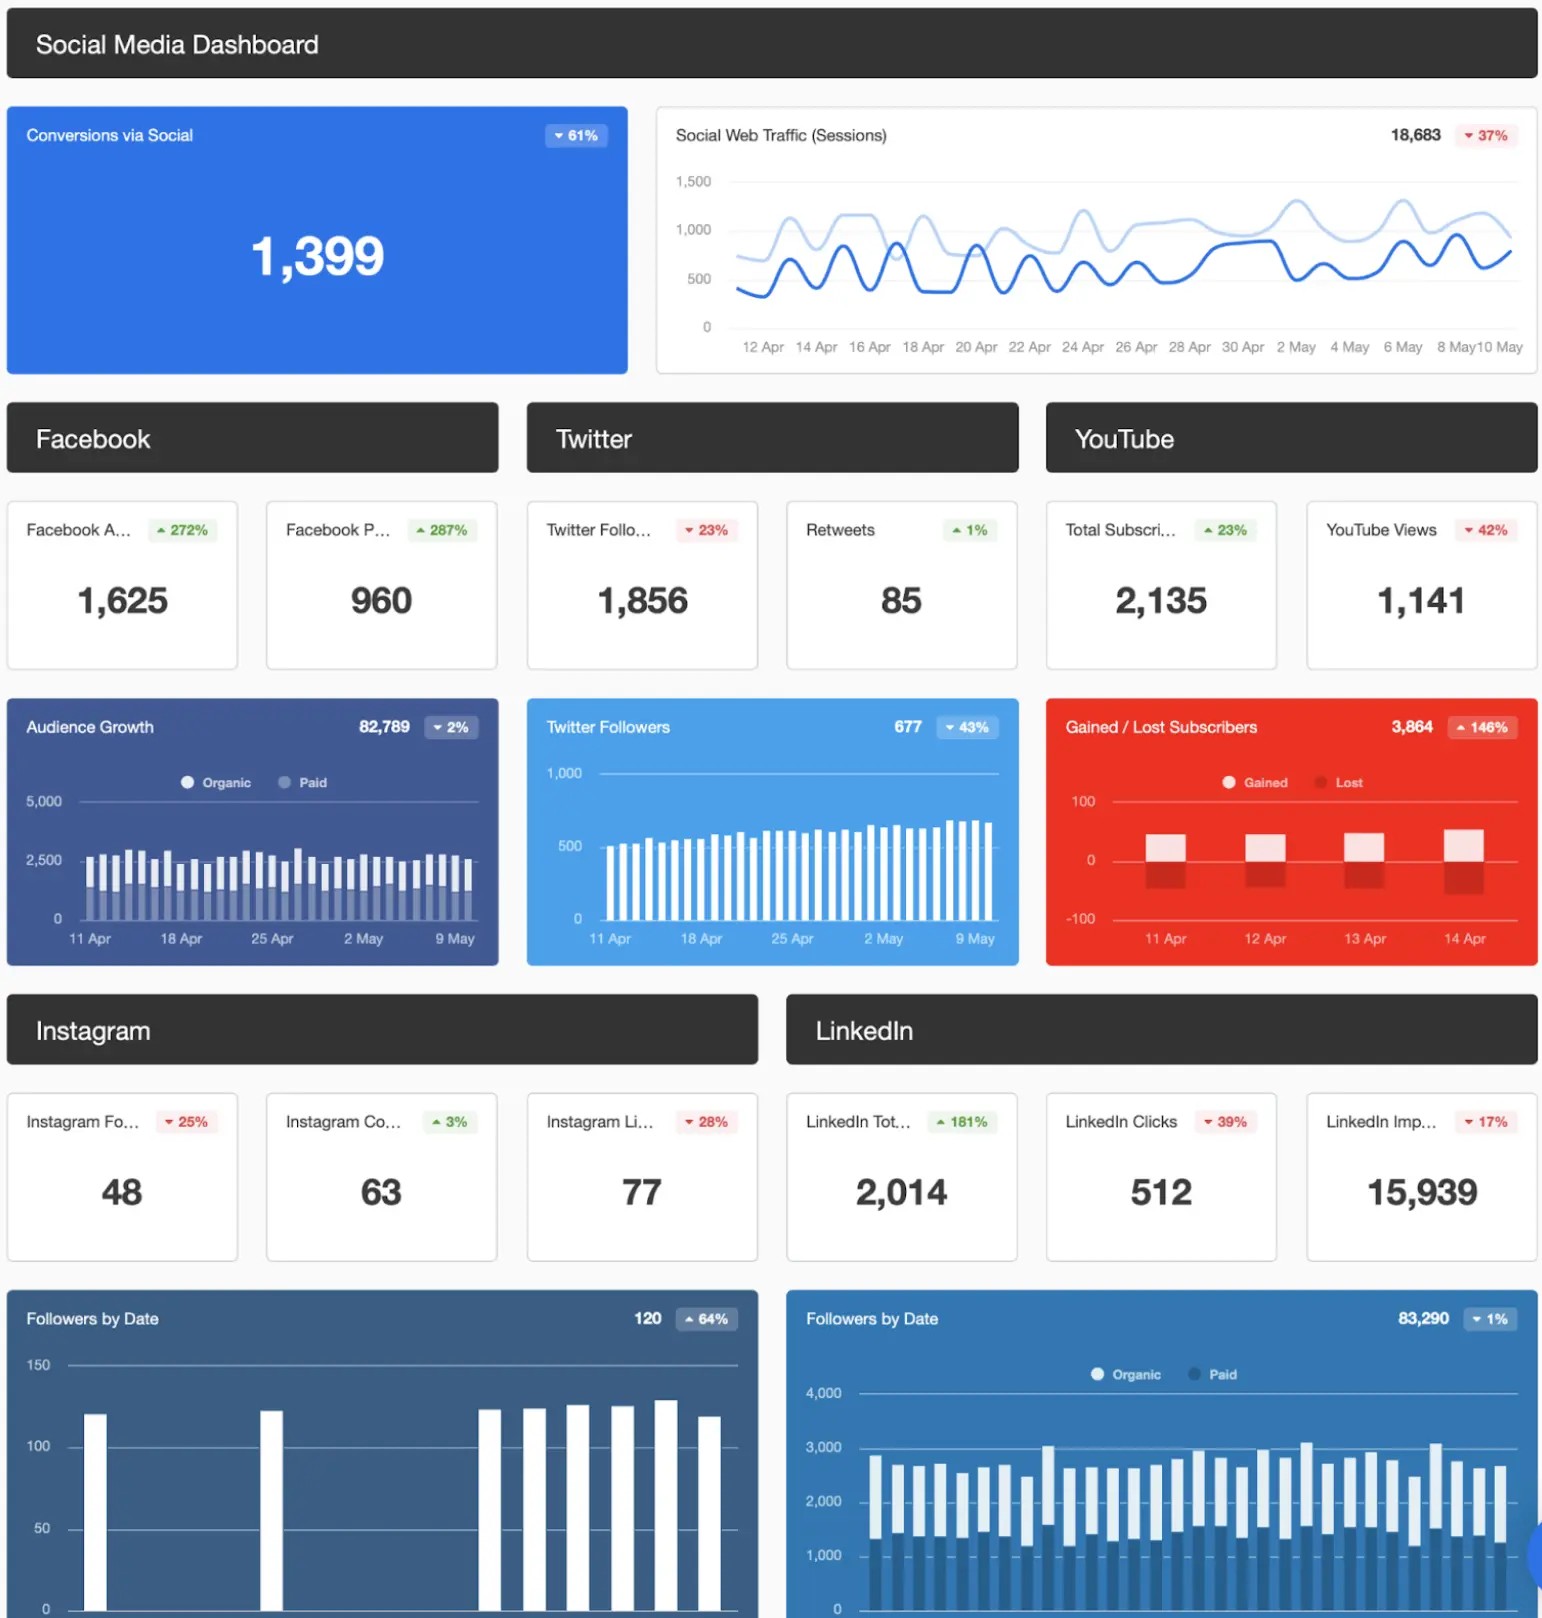 Social Media Dashboard
Conversions via Social 61%
1,399
Social Web Traffic (Sessions) 18,683 37%
1,500
1,000
500
0
12 Apr 14 Apr 16 Apr 18 Apr 20 Apr 22 Apr 24 Apr 26 Apr 28 Apr 30 Apr 2 May 4 May 6 May 8 May 10 May
Facebook
Twitter
YouTube
Facebook A... 272%
1,625
Facebook P... 287%
960
Twitter Follo... 23%
1,856
Retweets 1%
85
Total Subscri... 23%
2,135
YouTube Views 42%
1,141
Audience Growth 82,789 2%
Organic Paid
5,000
2,500
0
11 Apr 18 Apr 25 Apr 2 May 9 May
Twitter Followers 677 43%
1,000
500
0
11 Apr 18 Apr 25 Apr 2 May 9 May
Gained / Lost Subscribers 3,864 146%
Gained Lost
100
0
-100
11 Apr 12 Apr 13 Apr 14 Apr
Instagram
LinkedIn
Instagram Fo... 25%
48
Instagram Co... 3%
63
Instagram Li... 28%
77
LinkedIn Tot... 181%
2,014
LinkedIn Clicks 39%
512
LinkedIn Imp... 17%
15,939
Followers by Date 120 64%
150
100
50
0
Followers by Date 83,290 1%
Organic Paid
4,000
3,000
2,000
1,000
0